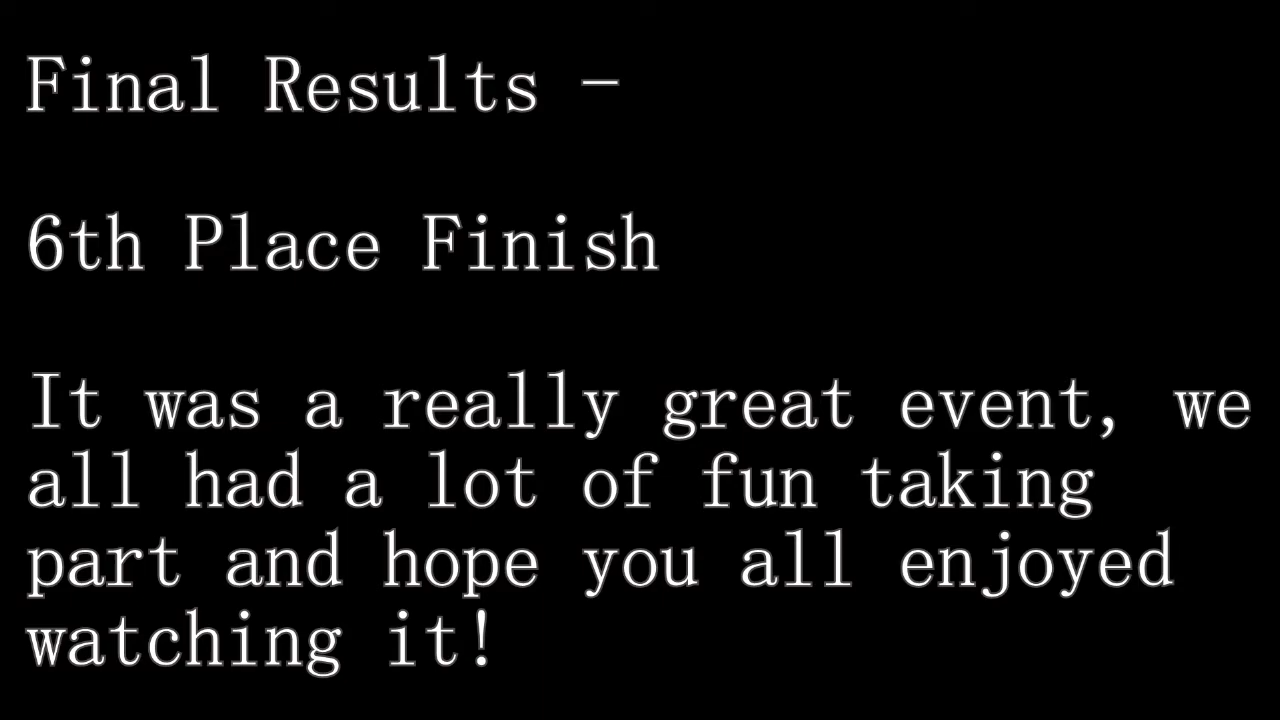 Final Results -
6th Place Finish
It was a really great event, we
all had a lot of fun taking
part and hope you all enjoyed
watching it!